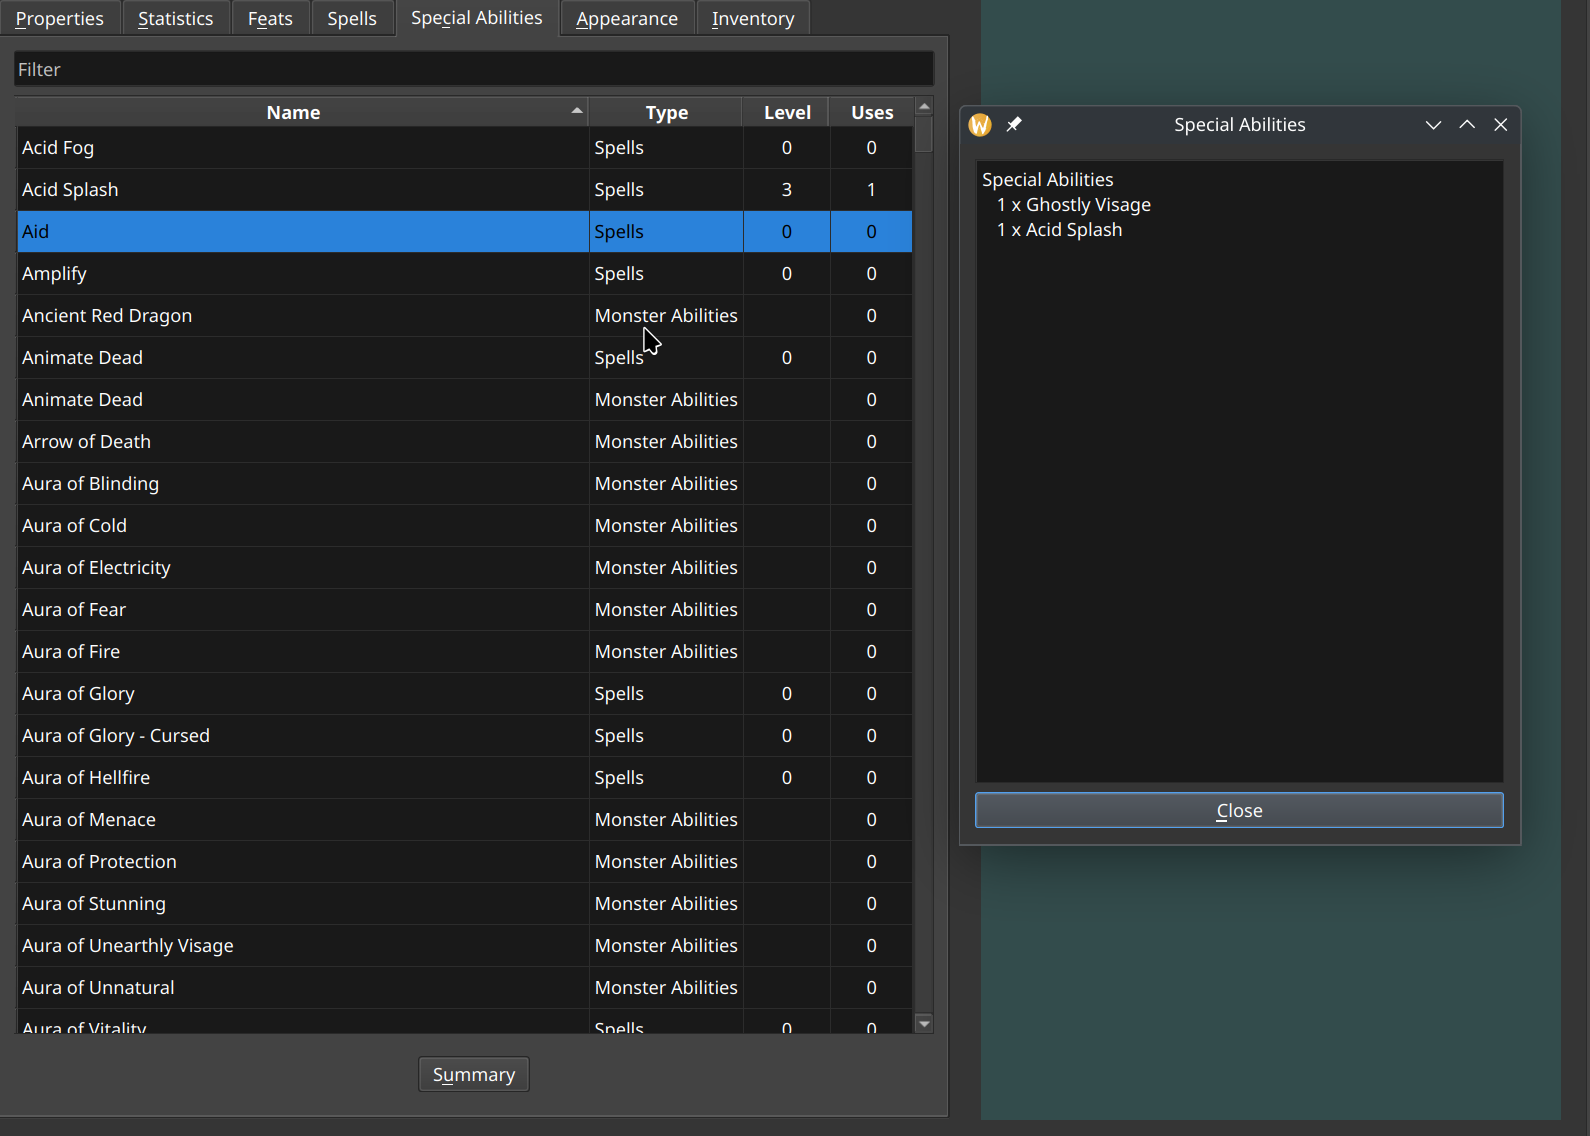 Properties Statistics Feats Spells Special Abilities Appearance Inventory
Filter
Name Type Level Uses
Acid Fog Spells 0 0
Acid Splash Spells 3 1
Aid Spells 0 0
Amplify Spells 0 0
Ancient Red Dragon Monster Abilities 0
Animate Dead Spells 0 0
Animate Dead Monster Abilities 0
Arrow of Death Monster Abilities 0
Aura of Blinding Monster Abilities 0
Aura of Cold Monster Abilities 0
Aura of Electricity Monster Abilities 0
Aura of Fear Monster Abilities 0
Aura of Fire Monster Abilities 0
Aura of Glory Spells 0 0
Aura of Glory - Cursed Spells 0 0
Aura of Hellfire Spells 0 0
Aura of Menace Monster Abilities 0
Aura of Protection Monster Abilities 0
Aura of Stunning Monster Abilities 0
Aura of Unearthly Visage Monster Abilities 0
Aura of Unnatural Monster Abilities 0
Aura of Vitality Spells 0 0
Summary
W Special Abilities
Special Abilities
1 x Ghostly Visage
1 x Acid Splash
Close